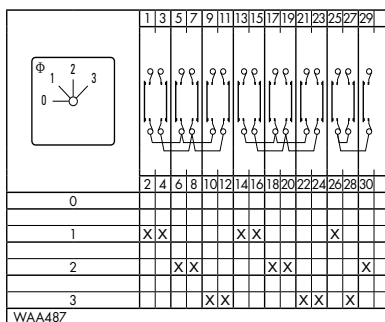 1 3 5 7 9 11 13 15 17 19 21 23 25 27 29
Φ
1 2 3
0
2 4 6 8 10 12 14 16 18 20 22 24 26 28 30
0
1 X X X X X
2 X X X X X
3 X X X X X
WAA487